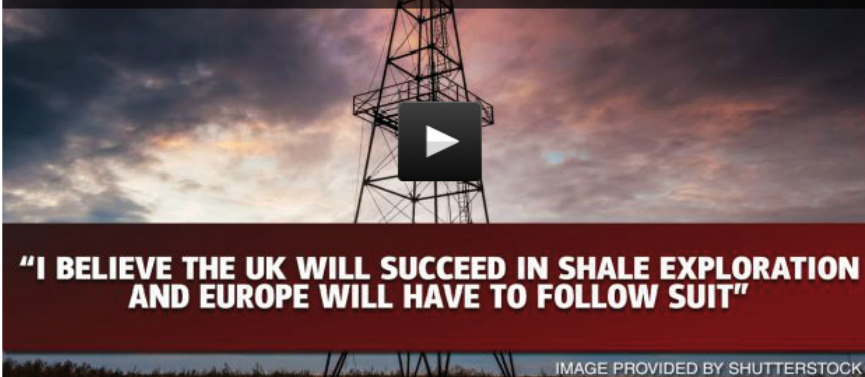 “I BELIEVE THE UK WILL SUCCEED IN SHALE EXPLORATION
AND EUROPE WILL HAVE TO FOLLOW SUIT”
IMAGE PROVIDED BY SHUTTERSTOCK